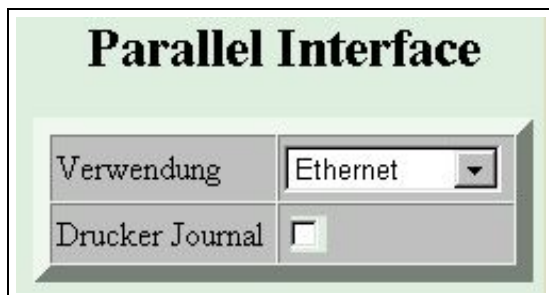 Parallel Interface
Verwendung Ethernet
Drucker Journal